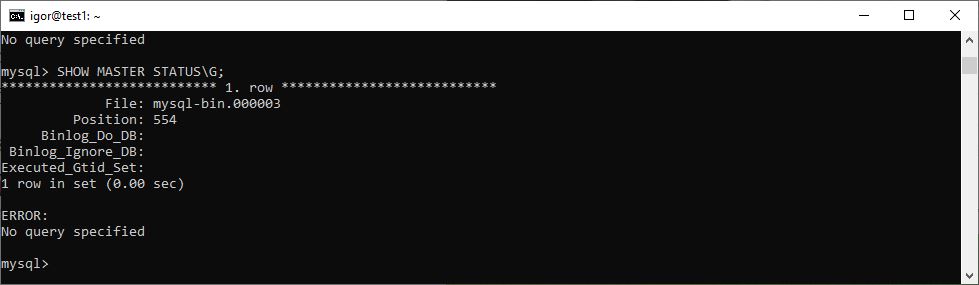 igor@test1: ~
No query specified
mysql> SHOW MASTER STATUS\G;
*************************** 1. row ***************************
File: mysql-bin.000003
Position: 554
Binlog_Do_DB:
Binlog_Ignore_DB:
Executed_Gtid_Set:
1 row in set (0.00 sec)
ERROR:
No query specified
mysql>